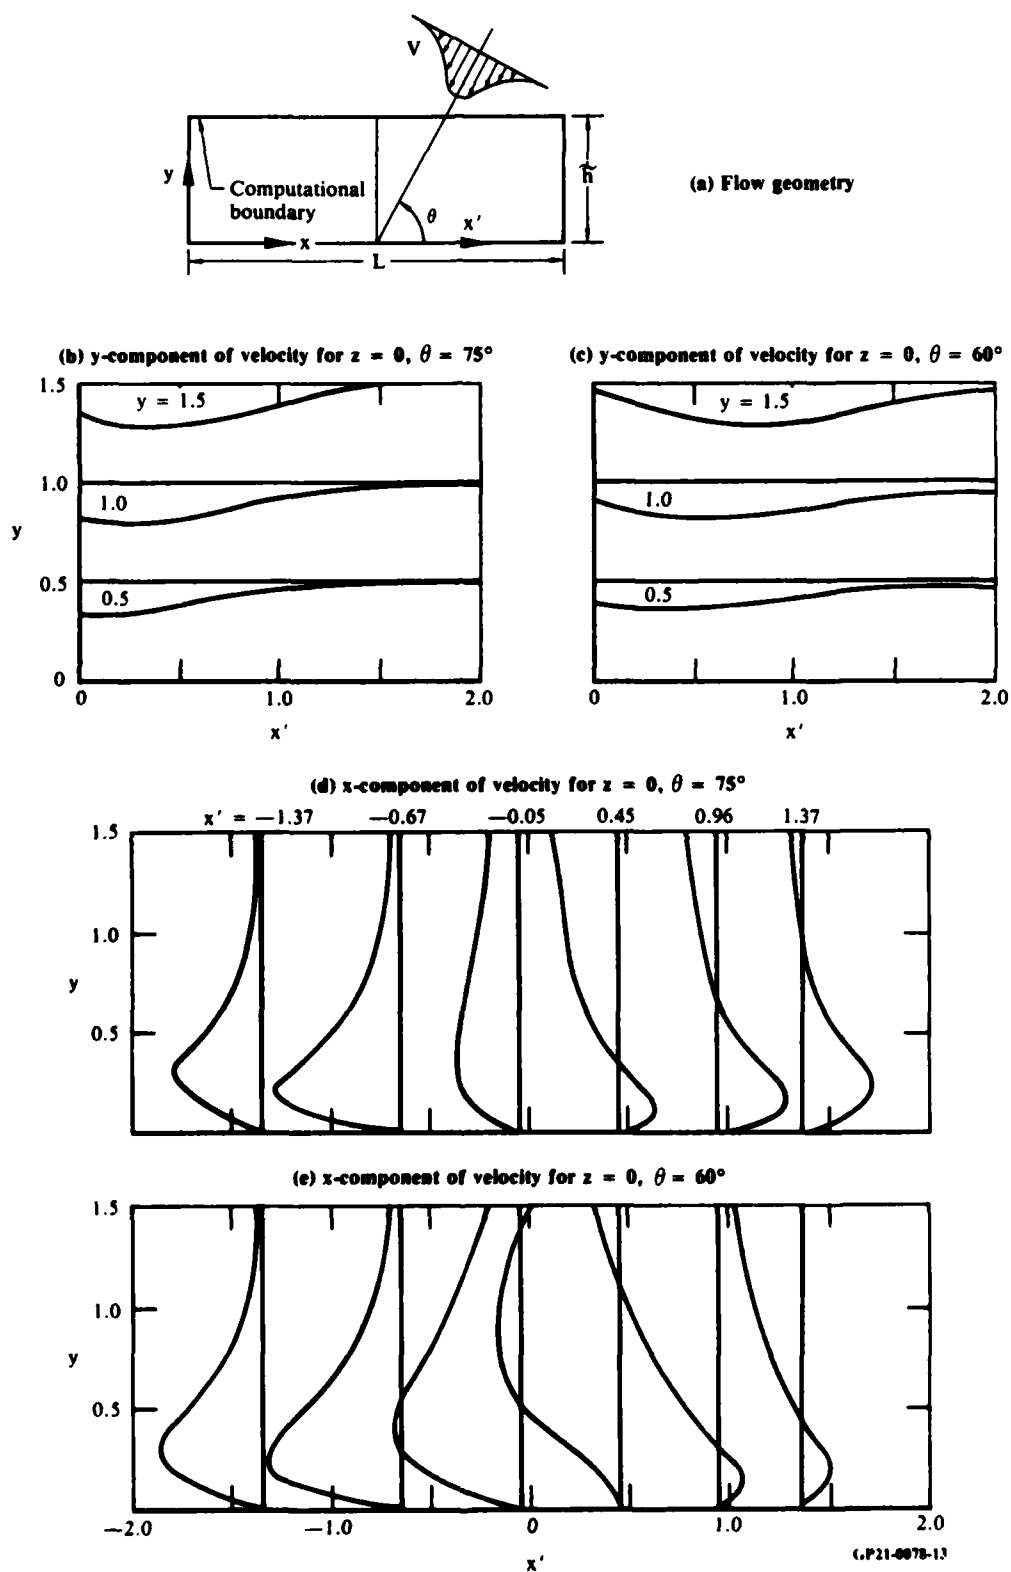 V
y
Computational
boundary
θ
x'
x
L
h̃
(a) Flow geometry
(b) y-component of velocity for z = 0, θ = 75°
(c) y-component of velocity for z = 0, θ = 60°
1.5
y = 1.5
y = 1.5
1.0
1.0
1.0
y
0.5
0.5
0.5
0
0
1.0
2.0
0
1.0
2.0
x'
x'
(d) x-component of velocity for z = 0, θ = 75°
x' = −1.37
−0.67
−0.05
0.45
0.96
1.37
1.5
1.0
y
0.5
(e) x-component of velocity for z = 0, θ = 60°
1.5
1.0
y
0.5
−2.0
−1.0
0
1.0
2.0
x'
GP21-0078-13